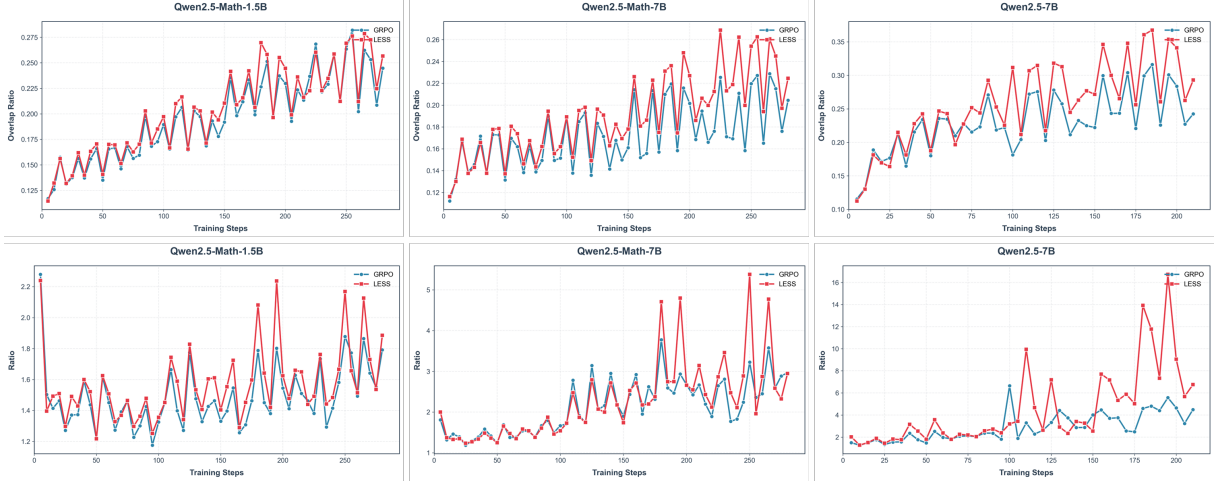 Qwen2.5-Math-1.5B
GRPO
LESS
0.275
0.250
0.225
0.200
0.175
0.150
0.125
Overlap Ratio
0 50 100 150 200 250
Training Steps
Qwen2.5-Math-7B
GRPO
LESS
0.26
0.24
0.22
0.20
0.18
0.16
0.14
0.12
Overlap Ratio
0 50 100 150 200 250
Training Steps
Qwen2.5-7B
GRPO
LESS
0.35
0.30
0.25
0.20
0.15
0.10
Overlap Ratio
0 25 50 75 100 125 150 175 200
Training Steps
Qwen2.5-Math-1.5B
GRPO
LESS
2.2
2.0
1.8
1.6
1.4
1.2
Ratio
0 50 100 150 200 250
Training Steps
Qwen2.5-Math-7B
GRPO
LESS
5
4
3
2
1
Ratio
0 50 100 150 200 250
Training Steps
Qwen2.5-7B
GRPO
LESS
16
14
12
10
8
6
4
2
Ratio
0 25 50 75 100 125 150 175 200
Training Steps